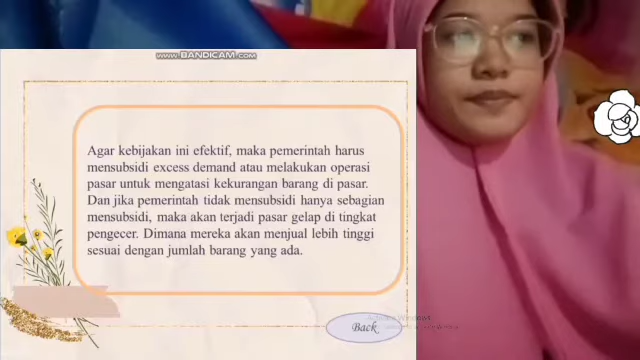 www.BANDICAM.com
Agar kebijakan ini efektif, maka pemerintah harus
mensubsidi excess demand atau melakukan operasi
pasar untuk mengatasi kekurangan barang di pasar.
Dan jika pemerintah tidak mensubsidi hanya sebagian
mensubsidi, maka akan terjadi pasar gelap di tingkat
pengecer. Dimana mereka akan menjual lebih tinggi
sesuai dengan jumlah barang yang ada.
Back